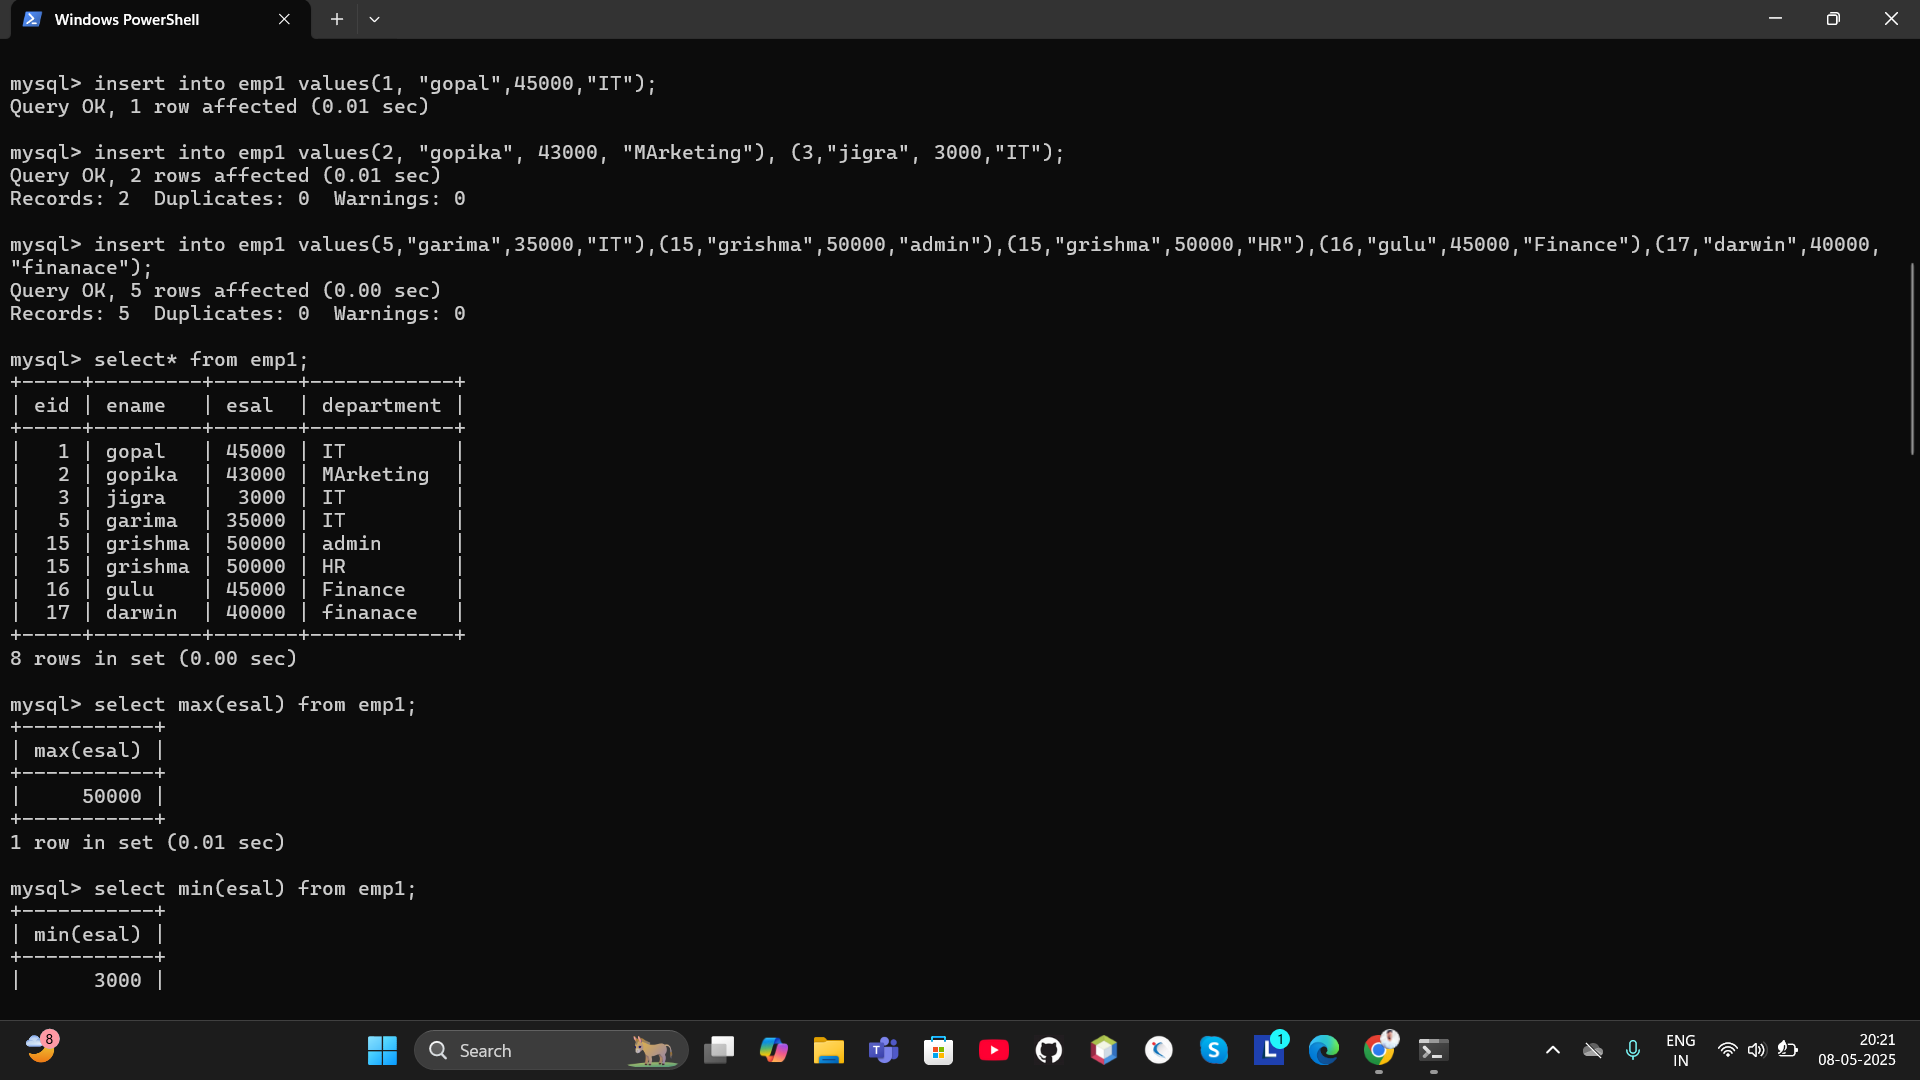 Windows PowerShell
mysql> insert into emp1 values(1, "gopal",45000,"IT");
Query OK, 1 row affected (0.01 sec)
mysql> insert into emp1 values(2, "gopika", 43000, "MArketing"), (3,"jigra", 3000,"IT");
Query OK, 2 rows affected (0.01 sec)
Records: 2  Duplicates: 0  Warnings: 0
mysql> insert into emp1 values(5,"garima",35000,"IT"),(15,"grishma",50000,"admin"),(15,"grishma",50000,"HR"),(16,"gulu",45000,"Finance"),(17,"darwin",40000,
"finanace");
Query OK, 5 rows affected (0.00 sec)
Records: 5  Duplicates: 0  Warnings: 0
mysql> select* from emp1;
+-----+---------+-------+------------+
| eid | ename   | esal  | department |
+-----+---------+-------+------------+
|   1 | gopal   | 45000 | IT         |
|   2 | gopika  | 43000 | MArketing  |
|   3 | jigra   |  3000 | IT         |
|   5 | garima  | 35000 | IT         |
|  15 | grishma | 50000 | admin      |
|  15 | grishma | 50000 | HR         |
|  16 | gulu    | 45000 | Finance    |
|  17 | darwin  | 40000 | finanace   |
+-----+---------+-------+------------+
8 rows in set (0.00 sec)
mysql> select max(esal) from emp1;
+-----------+
| max(esal) |
+-----------+
|     50000 |
+-----------+
1 row in set (0.01 sec)
mysql> select min(esal) from emp1;
+-----------+
| min(esal) |
+-----------+
|      3000 |
8
Search
1
ENG
IN
20:21
08-05-2025